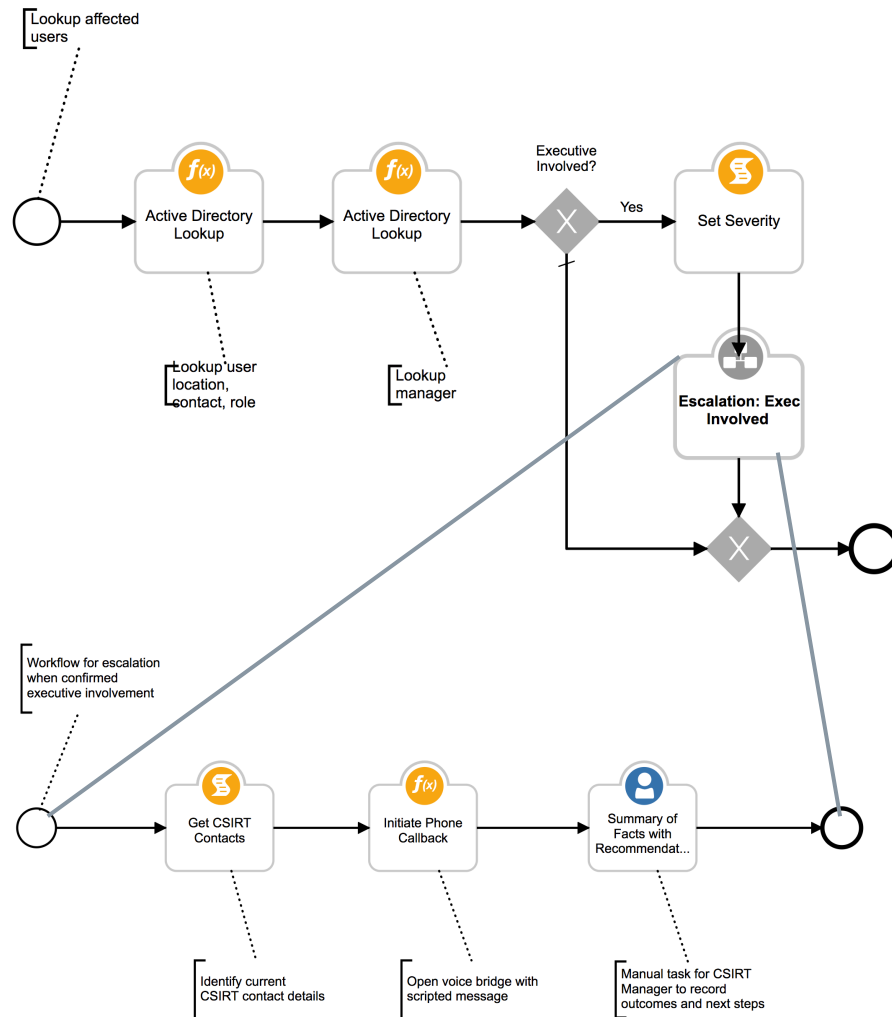 Lookup affected
users
f(x)
Active Directory
Lookup
f(x)
Active Directory
Lookup
Executive
Involved?
X
Yes
Set Severity
Lookup user
location,
contact, role
Lookup
manager
Escalation: Exec
Involved
X
Workflow for escalation
when confirmed
executive involvement
Get CSIRT
Contacts
f(x)
Initiate Phone
Callback
Summary of
Facts with
Recommendat...
Identify current
CSIRT contact details
Open voice bridge with
scripted message
Manual task for CSIRT
Manager to record
outcomes and next steps